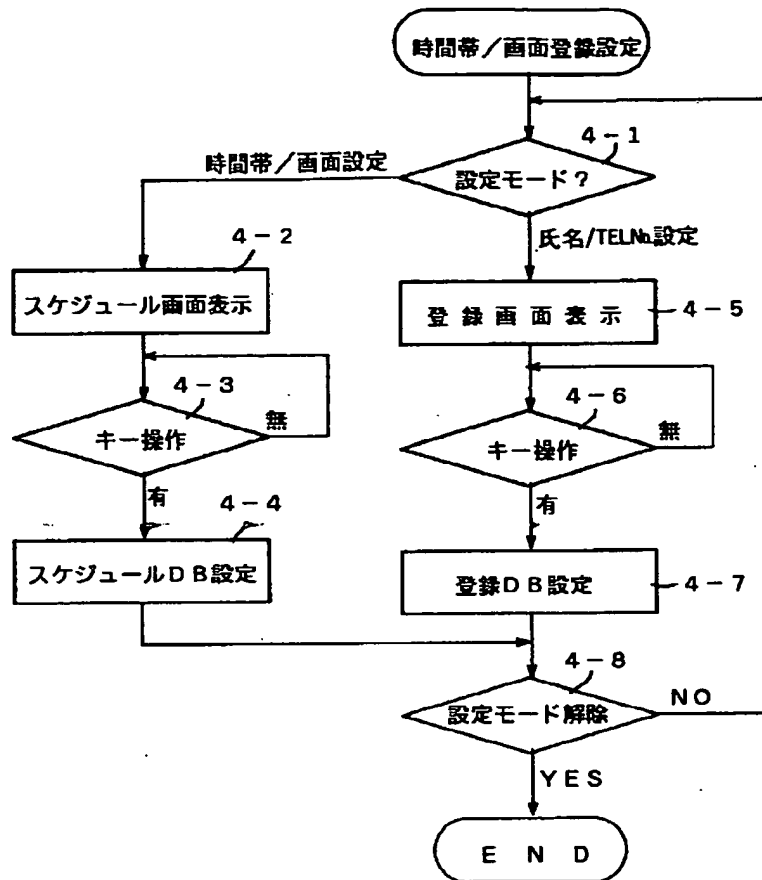 時間帯/画面登録設定
4-1
時間帯/画面設定
設定モード?
氏名/TEL№設定
4-2
スケジュール画面表示
登録画面表示
4-5
4-3
キー操作
無
4-6
キー操作
無
有
4-4
有
スケジュールDB設定
登録DB設定
4-7
4-8
設定モード解除
NO
YES
END